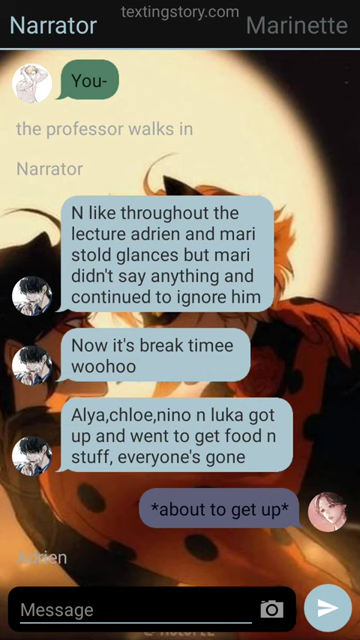 textingstory.com
Narrator
Marinette
You-
the professor walks in
Narrator
N like throughout the
lecture adrien and mari
stold glances but mari
didn't say anything and
continued to ignore him
Now it's break timee
woohoo
Alya,chloe,nino n luka got
up and went to get food n
stuff, everyone's gone
*about to get up*
Adrien
Message